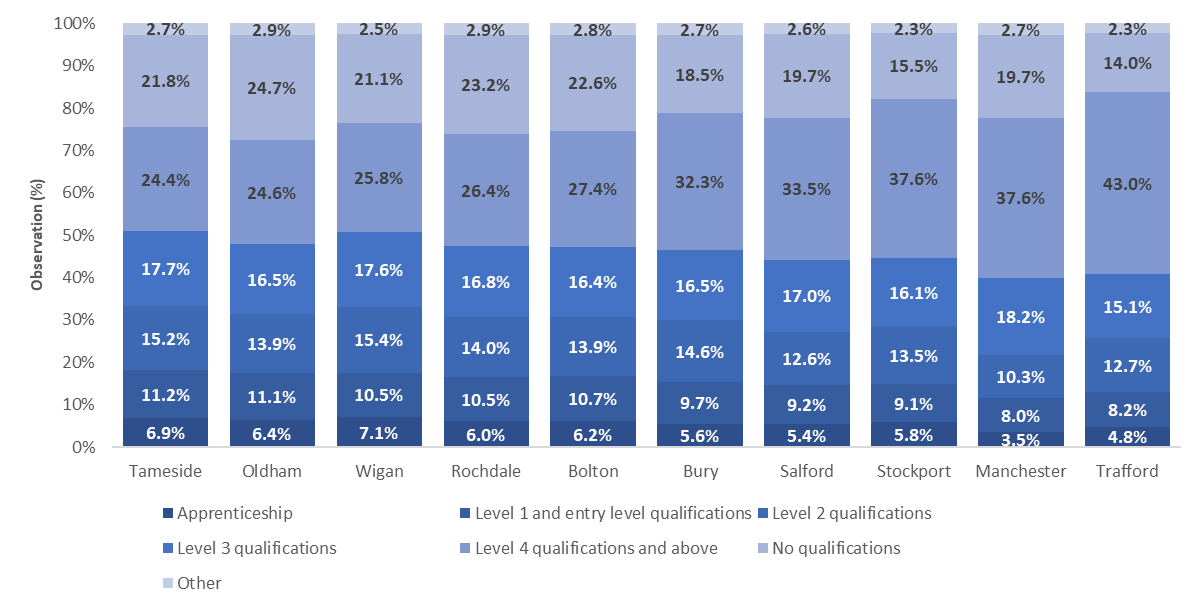 100%
90%
80%
70%
60%
50%
40%
30%
20%
10%
0%
Observation (%)
2.7% 2.9% 2.5% 2.9% 2.8% 2.7% 2.6% 2.3% 2.7% 2.3%
21.8% 24.7% 21.1% 23.2% 22.6% 18.5% 19.7% 15.5% 19.7% 14.0%
24.4% 24.6% 25.8% 26.4% 27.4% 32.3% 33.5% 37.6% 37.6% 43.0%
17.7% 16.5% 17.6% 16.8% 16.4% 16.5% 17.0% 16.1% 18.2% 15.1%
15.2% 13.9% 15.4% 14.0% 13.9% 14.6% 12.6% 13.5% 10.3% 12.7%
11.2% 11.1% 10.5% 10.5% 10.7% 9.7% 9.2% 9.1% 8.0% 8.2%
6.9% 6.4% 7.1% 6.0% 6.2% 5.6% 5.4% 5.8% 3.5% 4.8%
Tameside Oldham Wigan Rochdale Bolton Bury Salford Stockport Manchester Trafford
Apprenticeship Level 1 and entry level qualifications Level 2 qualifications
Level 3 qualifications Level 4 qualifications and above No qualifications
Other